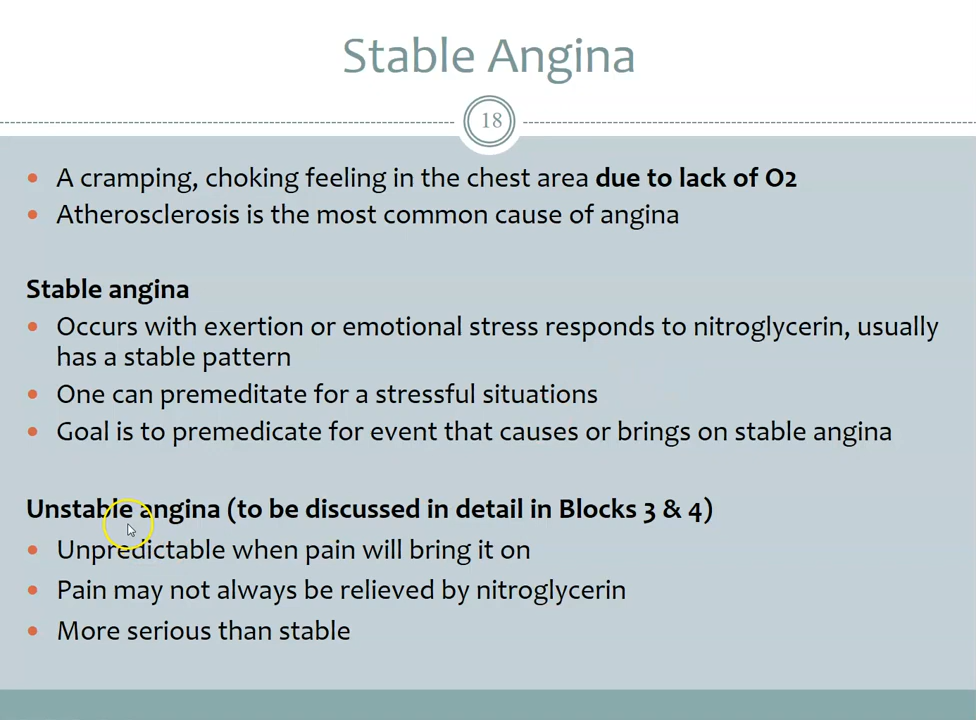 Stable Angina
18
A cramping, choking feeling in the chest area due to lack of O2
Atherosclerosis is the most common cause of angina
Stable angina
Occurs with exertion or emotional stress responds to nitroglycerin, usually
has a stable pattern
One can premeditate for a stressful situations
Goal is to premedicate for event that causes or brings on stable angina
Unstable angina (to be discussed in detail in Blocks 3 & 4)
Unpredictable when pain will bring it on
Pain may not always be relieved by nitroglycerin
More serious than stable